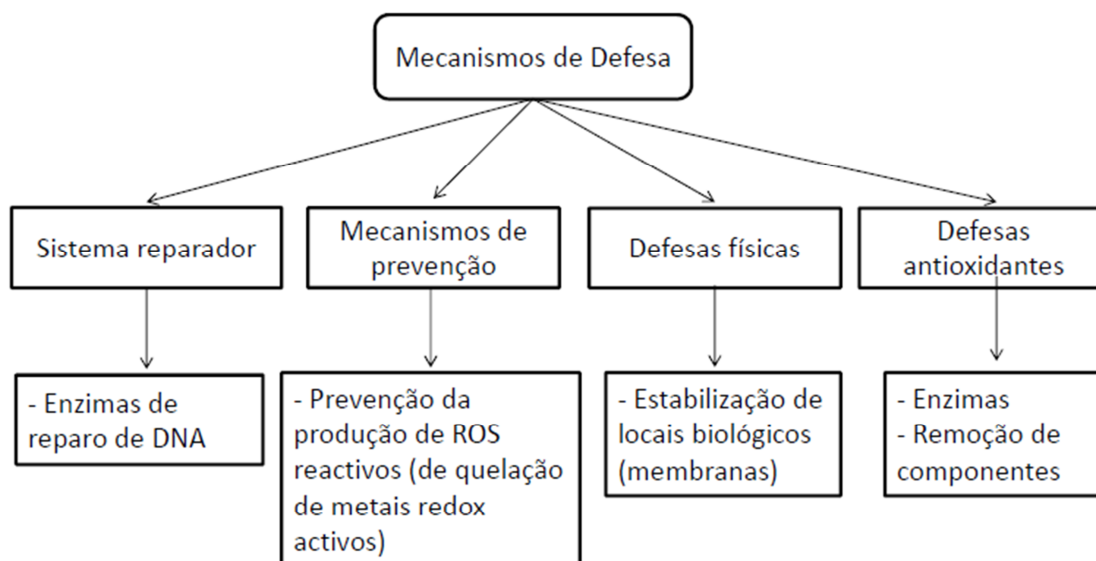 Mecanismos de Defesa
Sistema reparador
Mecanismos de
prevenção
Defesas físicas
Defesas
antioxidantes
- Enzimas de
reparo de DNA
- Prevenção da
produção de ROS
reactivos (de quelação
de metais redox
activos)
- Estabilização de
locais biológicos
(membranas)
- Enzimas
- Remoção de
componentes